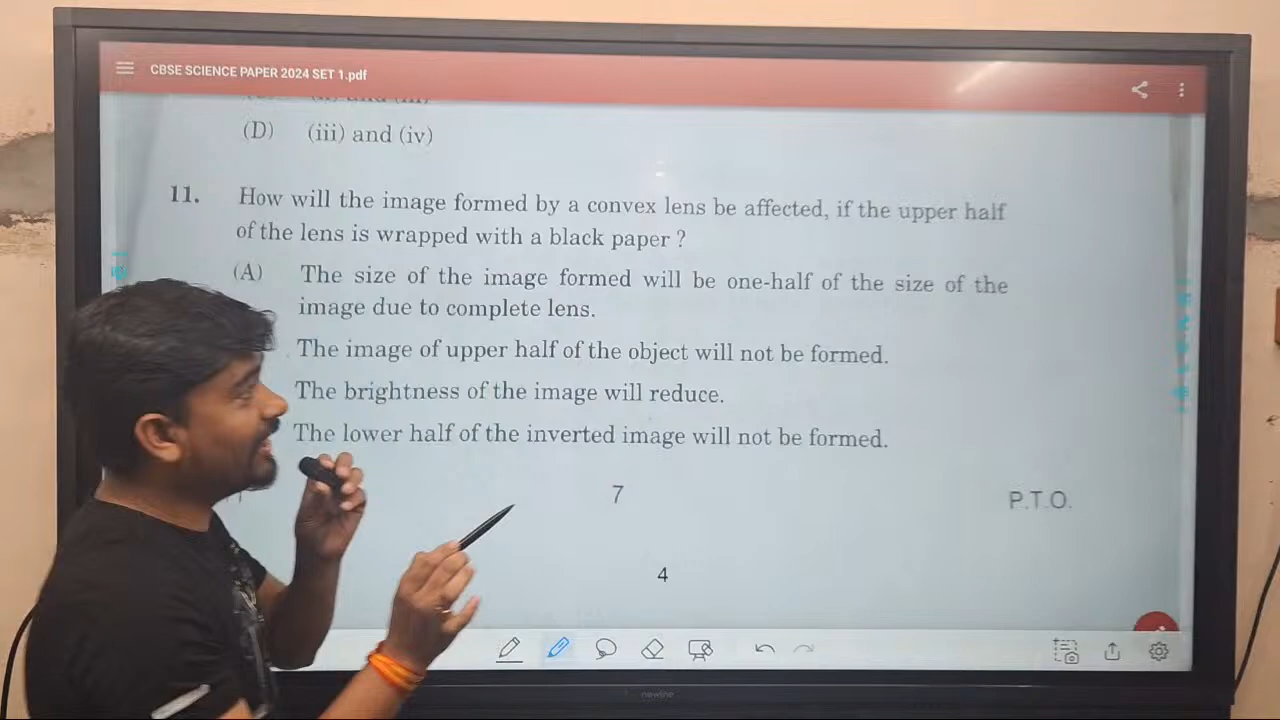 CBSE SCIENCE PAPER 2024 SET 1.pdf
(D) (iii) and (iv)
11. How will the image formed by a convex lens be affected, if the upper half
of the lens is wrapped with a black paper ?
(A) The size of the image formed will be one-half of the size of the
image due to complete lens.
The image of upper half of the object will not be formed.
The brightness of the image will reduce.
The lower half of the inverted image will not be formed.
7
P.T.O.
4
newline